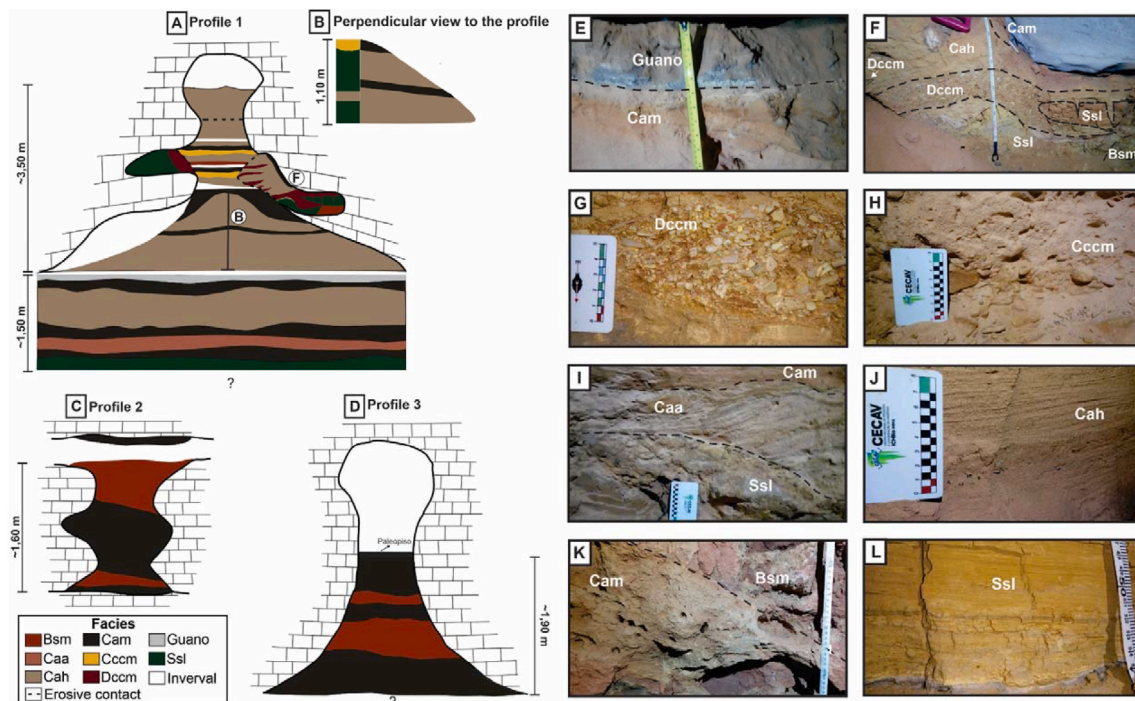 A Profile 1
B Perpendicular view to the profile
1,10 m
~3,50 m
F
B
~1,50 m
?
C Profile 2
~1,60 m
D Profile 3
Paleopiso
~1,90 m
?
Facies
Bsm Cam Guano
Caa Cccm Ssl
Cah Dccm Inverval
Erosive contact
E
Guano
Cam
F
Cam
Cah
Dccm
Dccm
Ssl
Ssl
Bsm
G
Dccm
H
Cccm
CECAV
I
Cam
Caa
Ssl
J
Cah
CECAV
ICMBio
K
Cam
Bsm
L
Ssl